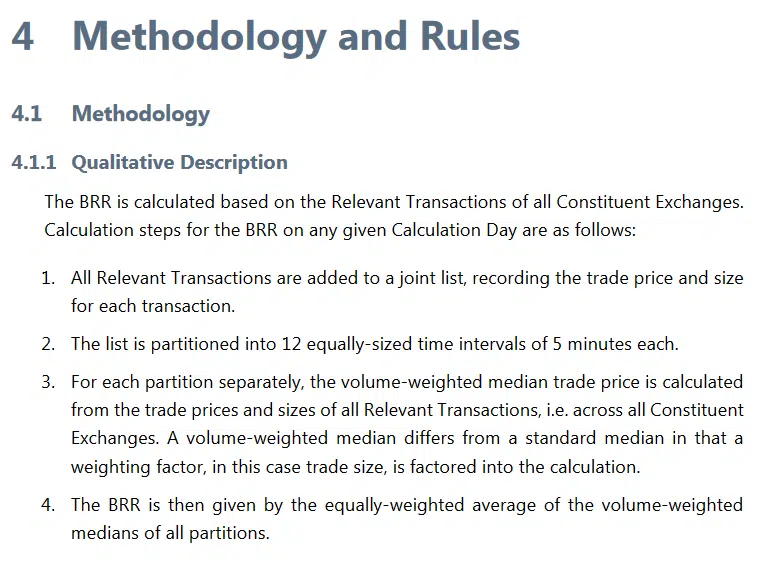 4 Methodology and Rules
4.1 Methodology
4.1.1 Qualitative Description
The BRR is calculated based on the Relevant Transactions of all Constituent Exchanges.
Calculation steps for the BRR on any given Calculation Day are as follows:
1. All Relevant Transactions are added to a joint list, recording the trade price and size
for each transaction.
2. The list is partitioned into 12 equally-sized time intervals of 5 minutes each.
3. For each partition separately, the volume-weighted median trade price is calculated
from the trade prices and sizes of all Relevant Transactions, i.e. across all Constituent
Exchanges. A volume-weighted median differs from a standard median in that a
weighting factor, in this case trade size, is factored into the calculation.
4. The BRR is then given by the equally-weighted average of the volume-weighted
medians of all partitions.